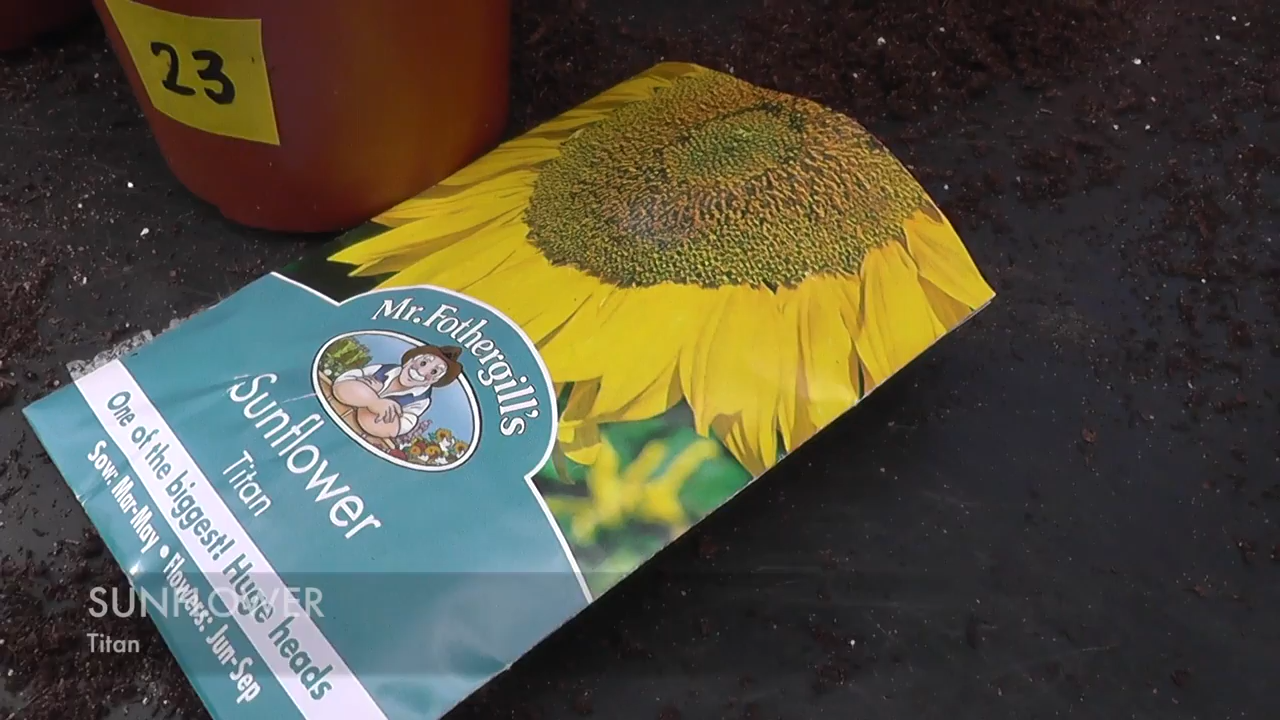 23
Mr. Fothergill's
Sunflower
Titan
One of the biggest! Huge heads
Sow: Mar-May • Flowers: Jun-Sep
SUNFLOWER
Titan